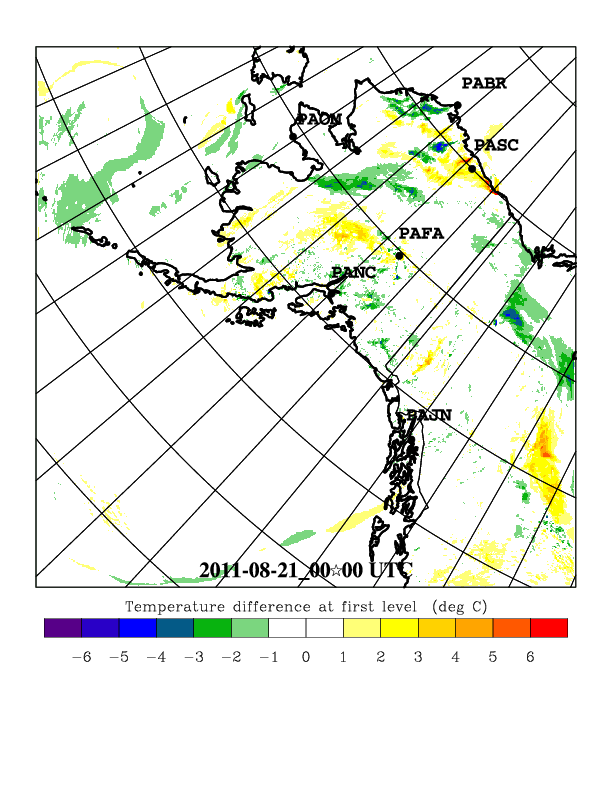 PABR
PAOM
PASC
PAFA
PANC
PAJN
2011-08-21_00☆00 UTC
Temperature difference at first level (deg C)
−6 −5 −4 −3 −2 −1 0 1 2 3 4 5 6